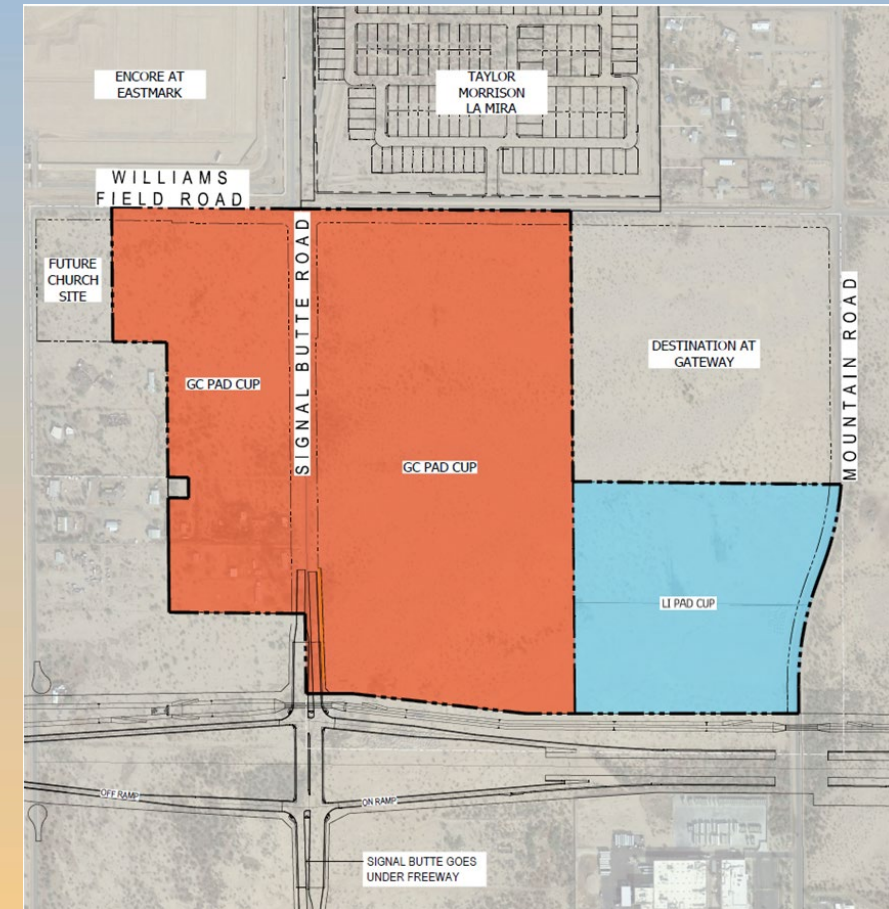 ENCORE AT
EASTMARK
TAYLOR
MORRISON
LA MIRA
WILLIAMS
FIELD ROAD
FUTURE
CHURCH
SITE
SIGNAL BUTTE ROAD
MOUNTAIN ROAD
DESTINATION AT
GATEWAY
GC PAD CUP
GC PAD CUP
LI PAD CUP
OFF RAMP
ON RAMP
SIGNAL BUTTE GOES
UNDER FREEWAY